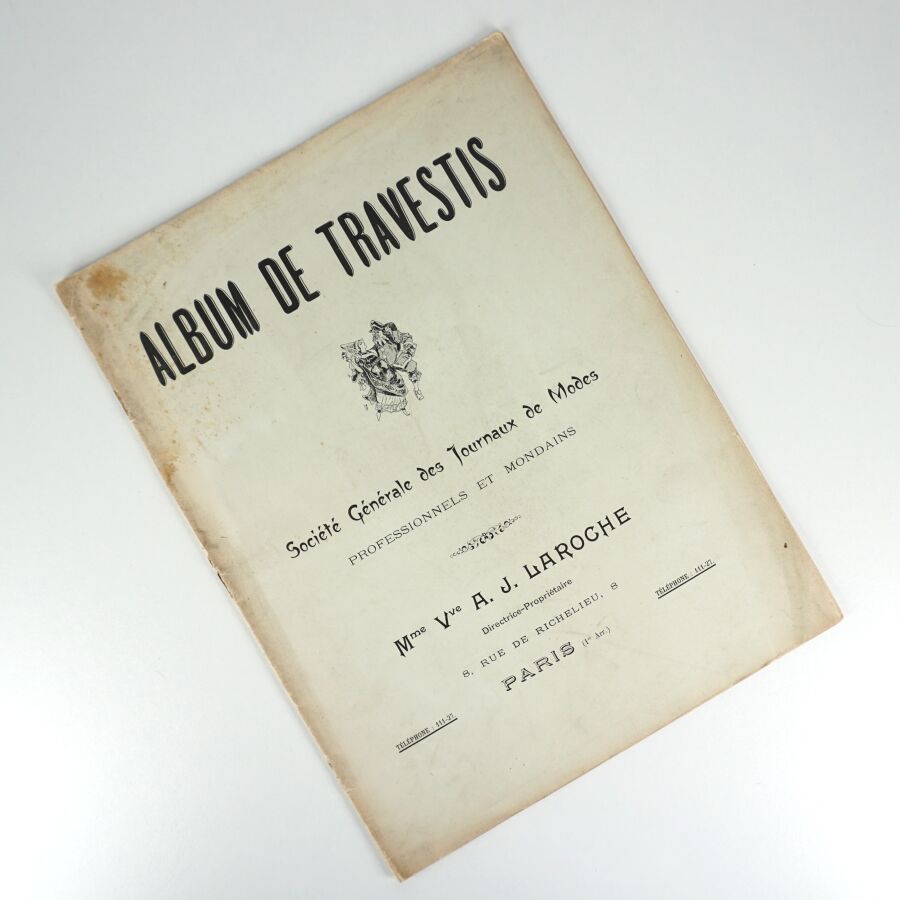 ALBUM DE TRAVESTIS
Société Générale des Journaux de Modes
PROFESSIONNELS ET MONDAINS
Mme Vve A. J. LAROCHE
Directrice-Propriétaire
8, RUE DE RICHELIEU, 8
PARIS (1er Arr.)
TÉLÉPHONE : 111-27.
TÉLÉPHONE : 111-27.